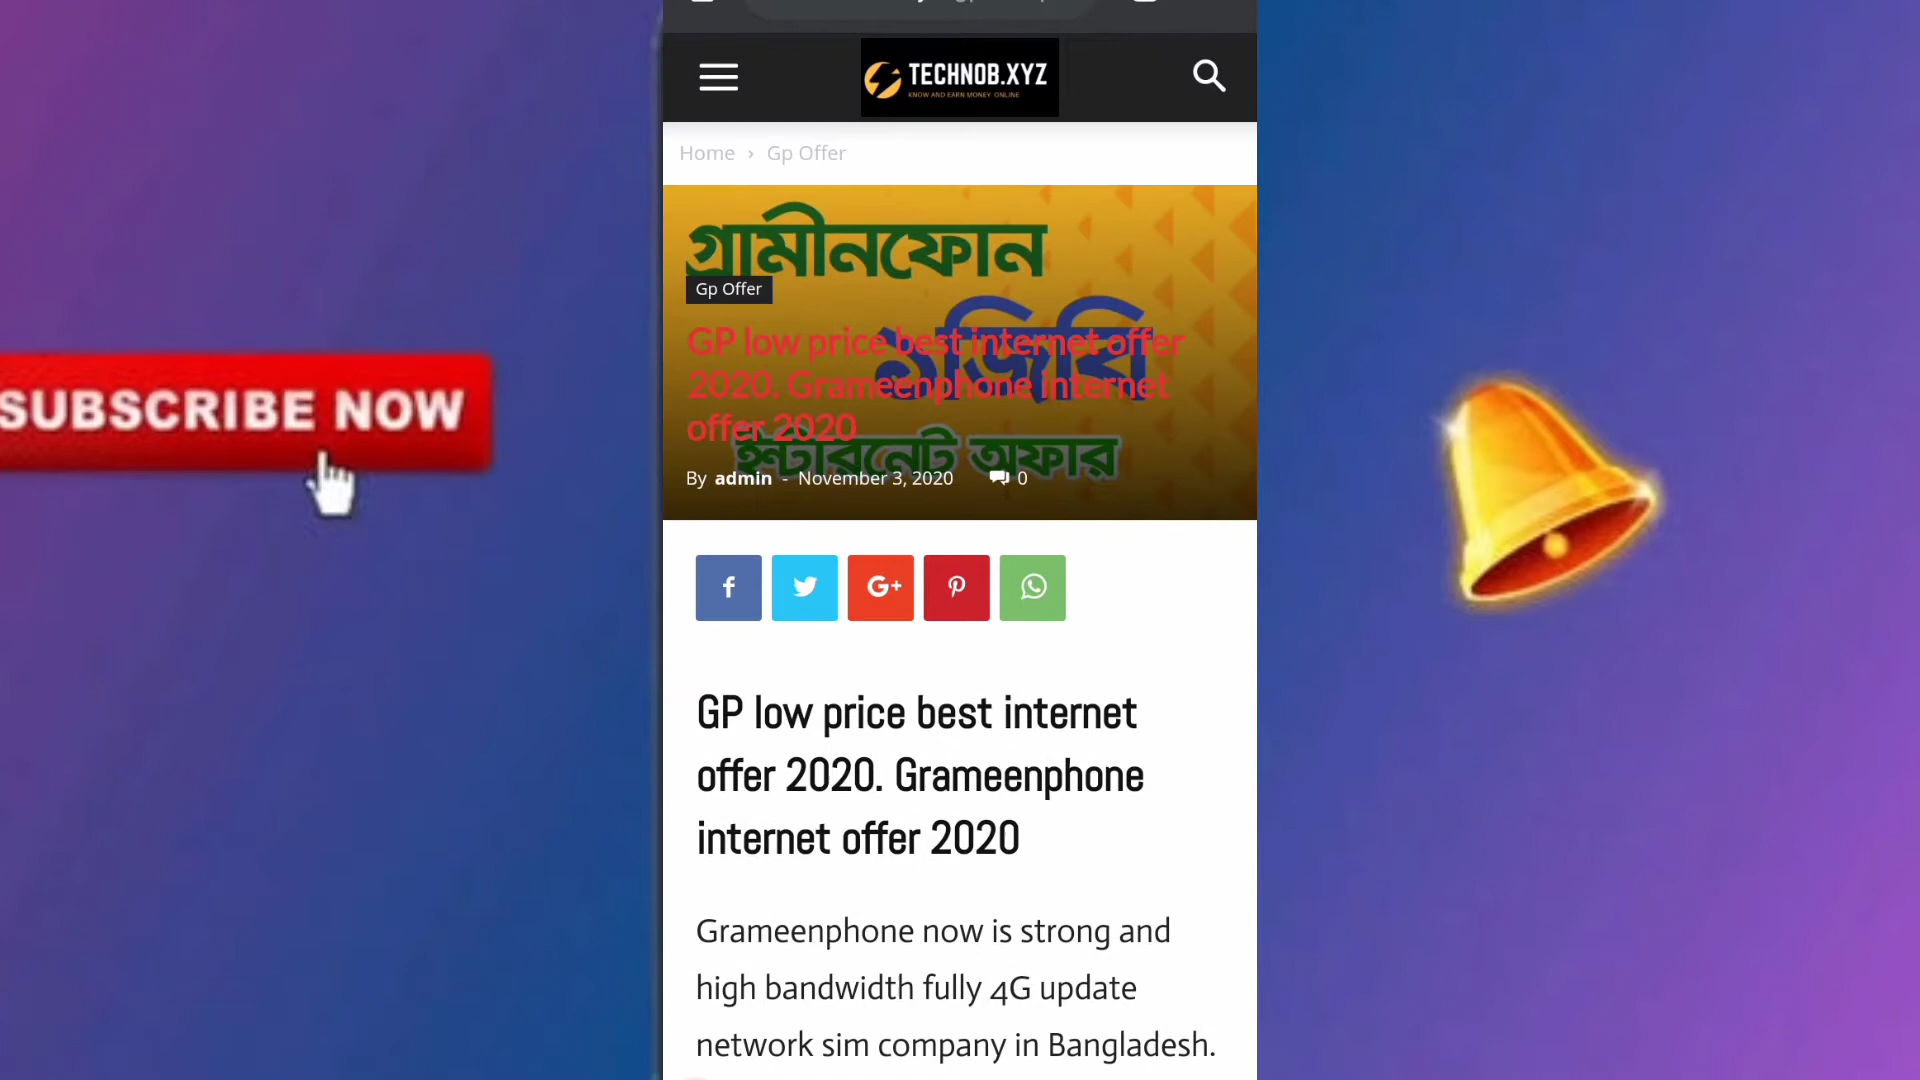 TECHNOB.XYZ
KNOW AND EARN MONEY ONLINE
Home › Gp Offer
গ্রামীনফোন
Gp Offer
১জিবি
GP low price best internet offer
2020. Grameenphone internet
offer 2020
ইন্টারনেট অফার
By admin - November 3, 2020 0
SUBSCRIBE NOW
f G+
GP low price best internet
offer 2020. Grameenphone
internet offer 2020
Grameenphone now is strong and
high bandwidth fully 4G update
network sim company in Bangladesh.